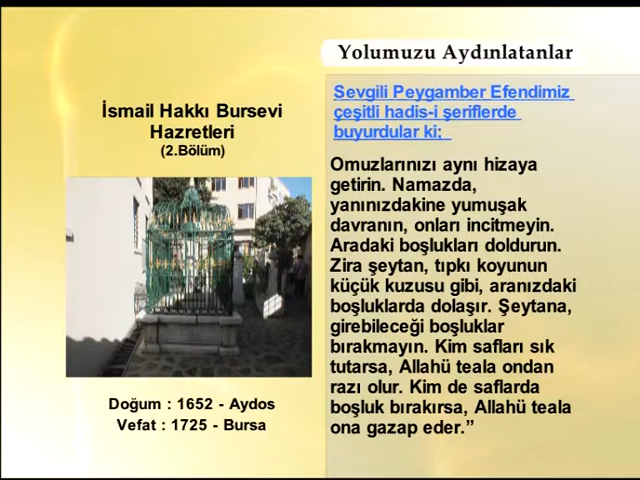 Yolumuzu Aydınlatanlar
İsmail Hakkı Bursevi
Hazretleri
(2.Bölüm)
Doğum : 1652 - Aydos
Vefat : 1725 - Bursa
Sevgili Peygamber Efendimiz
çeşitli hadis-i şeriflerde
buyurdular ki;
Omuzlarınızı aynı hizaya
getirin. Namazda,
yanınızdakine yumuşak
davranın, onları incitmeyin.
Aradaki boşlukları doldurun.
Zira şeytan, tıpkı koyunun
küçük kuzusu gibi, aranızdaki
boşluklarda dolaşır. Şeytana,
girebileceği boşluklar
bırakmayın. Kim safları sık
tutarsa, Allahü teala ondan
razı olur. Kim de saflarda
boşluk bırakırsa, Allahü teala
ona gazap eder.”